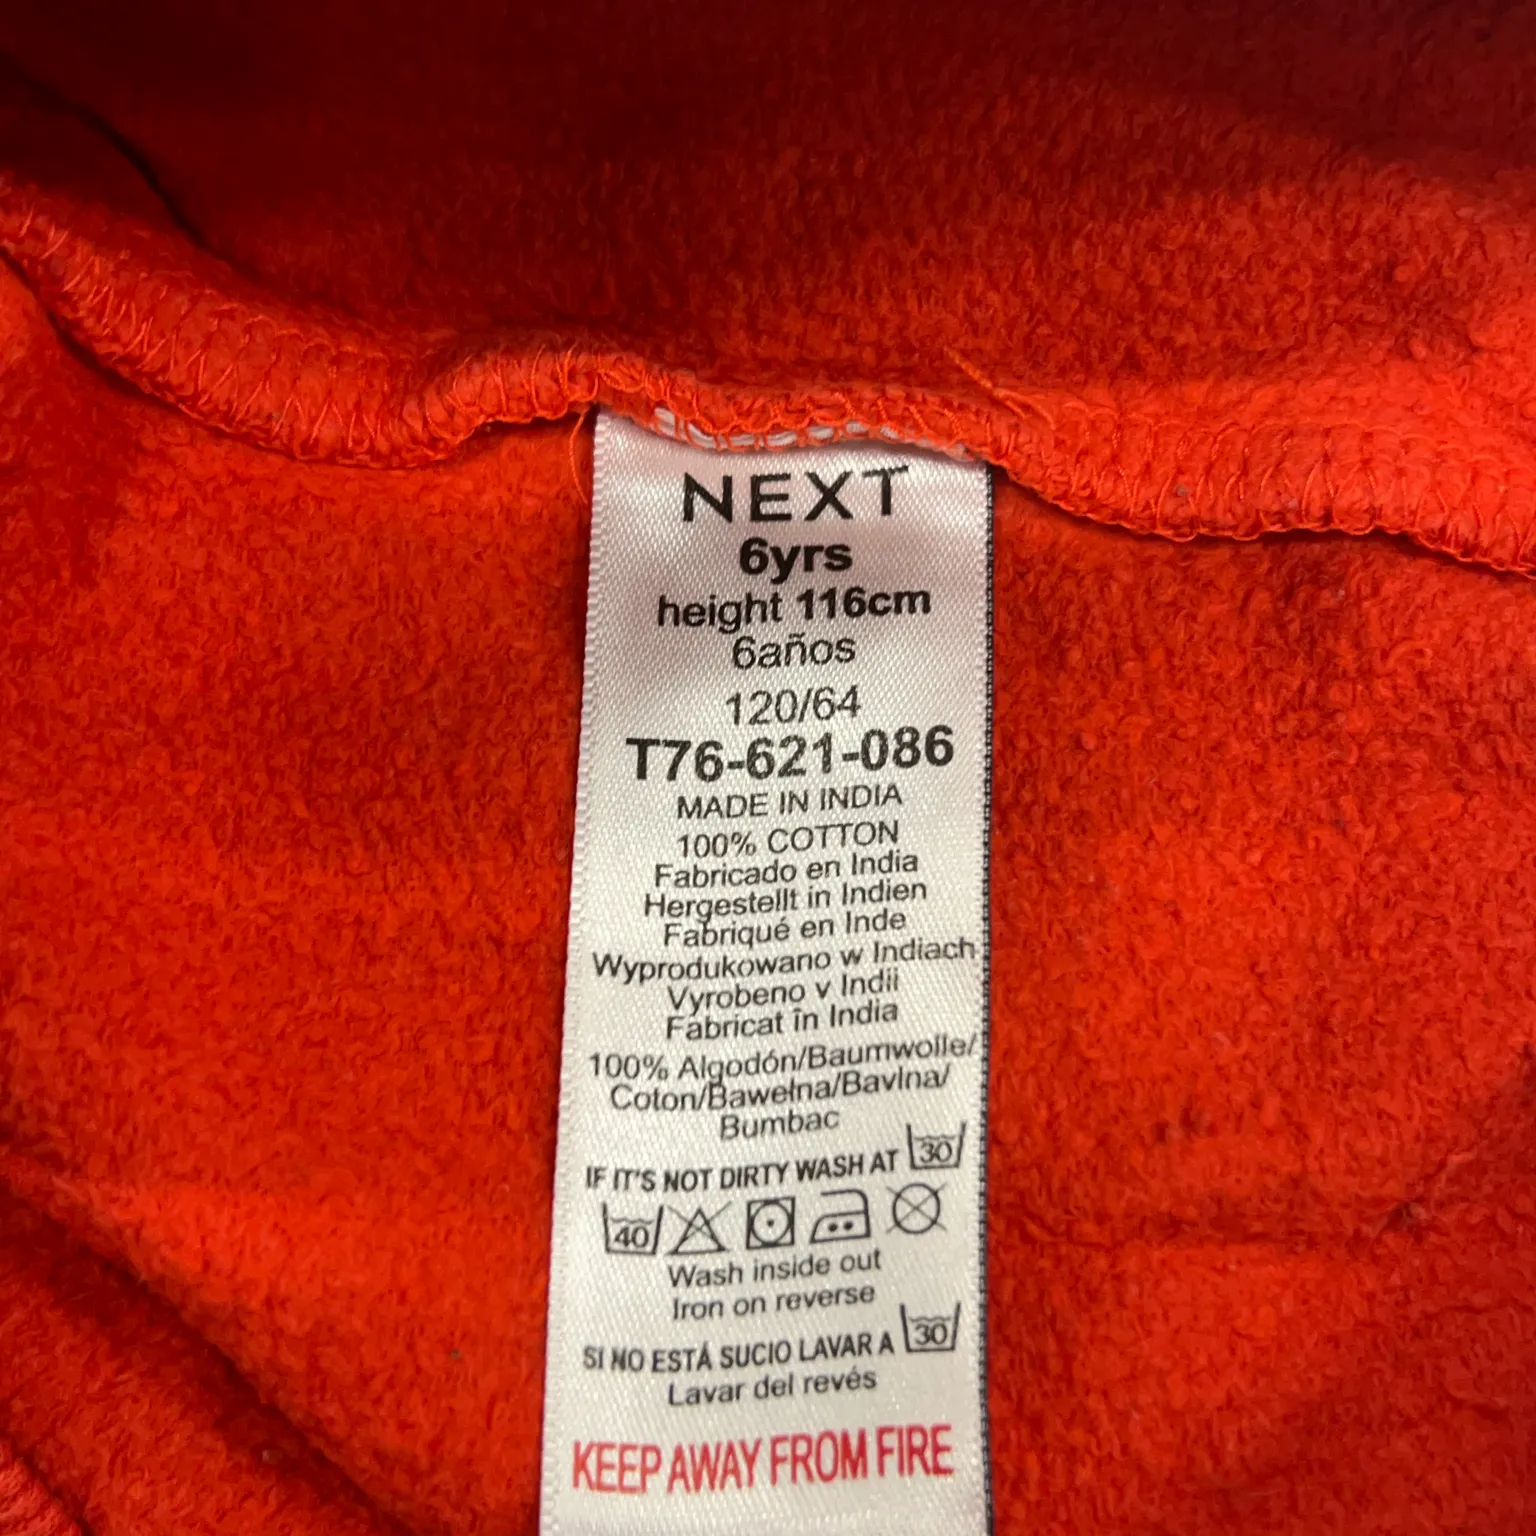 NEXT
6yrs
height 116cm
6años
120/64
T76-621-086
MADE IN INDIA
100% COTTON
Fabricado en India
Hergestellt in Indien
Fabriqué en Inde
Wyprodukowano w Indiach
Vyrobeno v Indii
Fabricat în India
100% Algodón/Baumwolle/
Coton/Bawełna/Bavlna/
Bumbac
IF IT'S NOT DIRTY WASH AT 30
40
Wash inside out
Iron on reverse
SI NO ESTÁ SUCIO LAVAR A 30
Lavar del revés
KEEP AWAY FROM FIRE